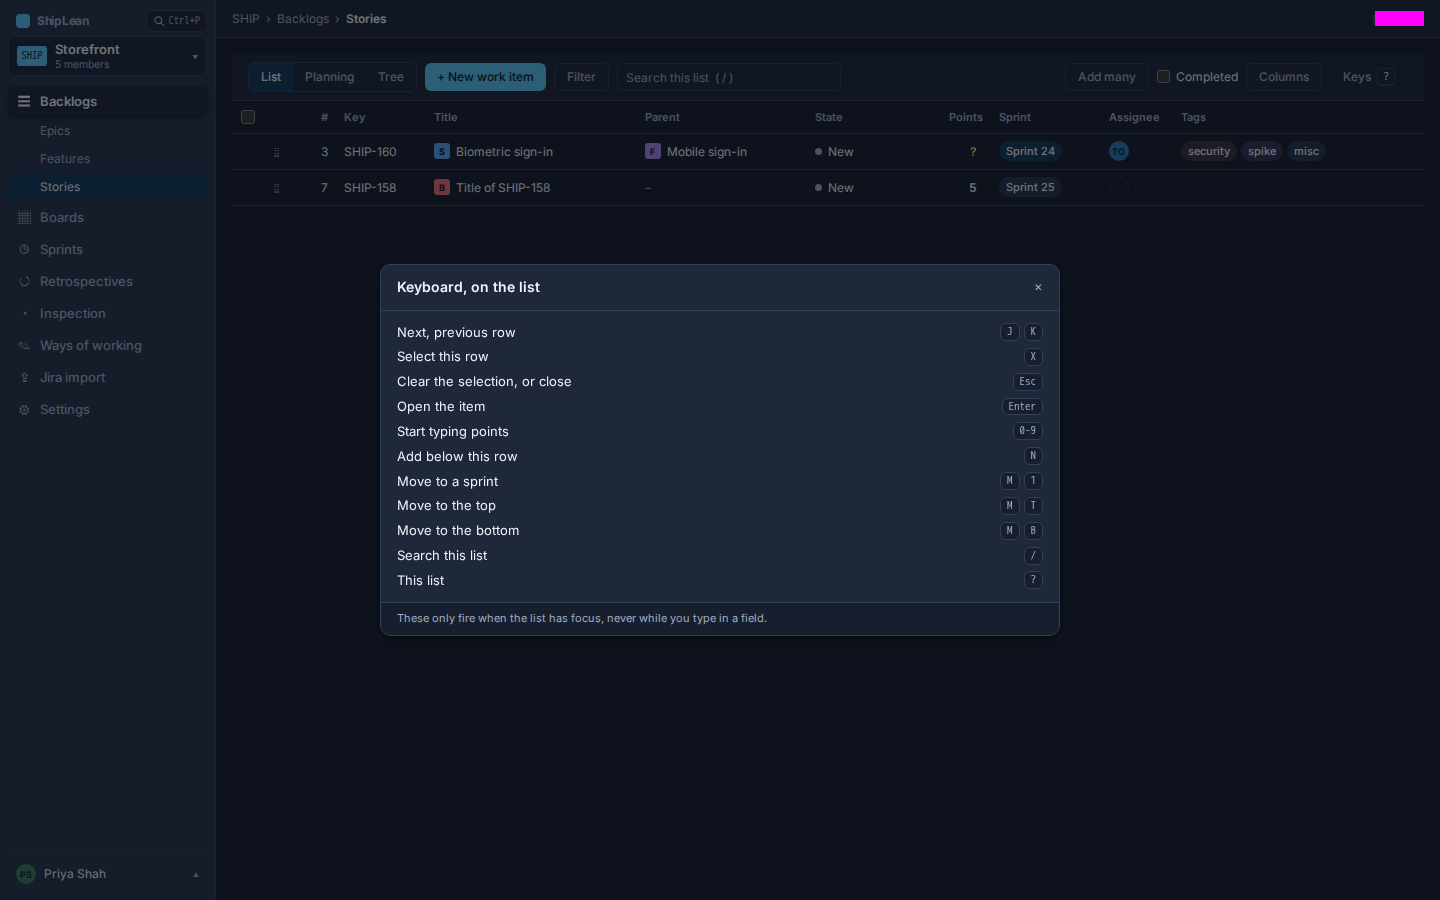 ShipLean
Ctrl+P
SHIP
Storefront
5 members
Backlogs
Epics
Features
Stories
Boards
Sprints
Retrospectives
Inspection
Ways of working
Jira import
Settings
PS Priya Shah
SHIP › Backlogs › Stories
List Planning Tree + New work item Filter Search this list ( / ) Add many Completed Columns Keys ?
# Key Title Parent State Points Sprint Assignee Tags
3 SHIP-160 S Biometric sign-in F Mobile sign-in New ? Sprint 24 TO security spike misc
7 SHIP-158 B Title of SHIP-158 – New 5 Sprint 25
Keyboard, on the list ×
Next, previous row J K
Select this row X
Clear the selection, or close Esc
Open the item Enter
Start typing points 0-9
Add below this row N
Move to a sprint M 1
Move to the top M T
Move to the bottom M B
Search this list /
This list ?
These only fire when the list has focus, never while you type in a field.